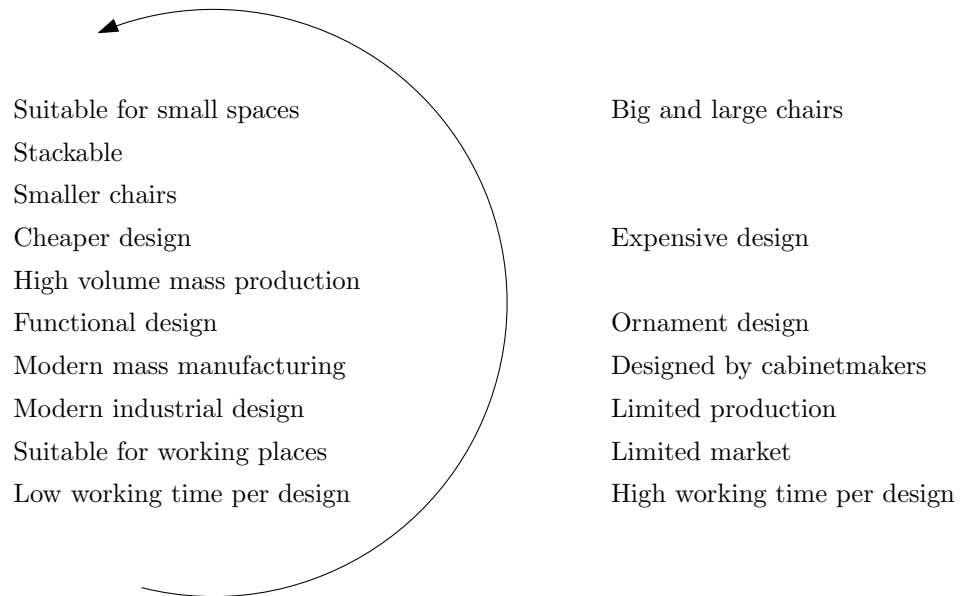 Suitable for small spaces
Big and large chairs
Stackable
Smaller chairs
Cheaper design
Expensive design
High volume mass production
Functional design
Ornament design
Modern mass manufacturing
Designed by cabinetmakers
Modern industrial design
Limited production
Suitable for working places
Limited market
Low working time per design
High working time per design